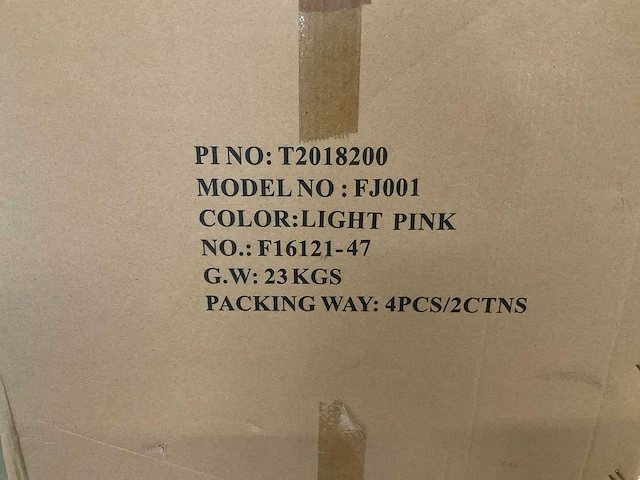 PI NO: T2018200
MODEL NO : FJ001
COLOR:LIGHT PINK
NO.: F16121-47
G.W: 23 KGS
PACKING WAY: 4PCS/2CTNS